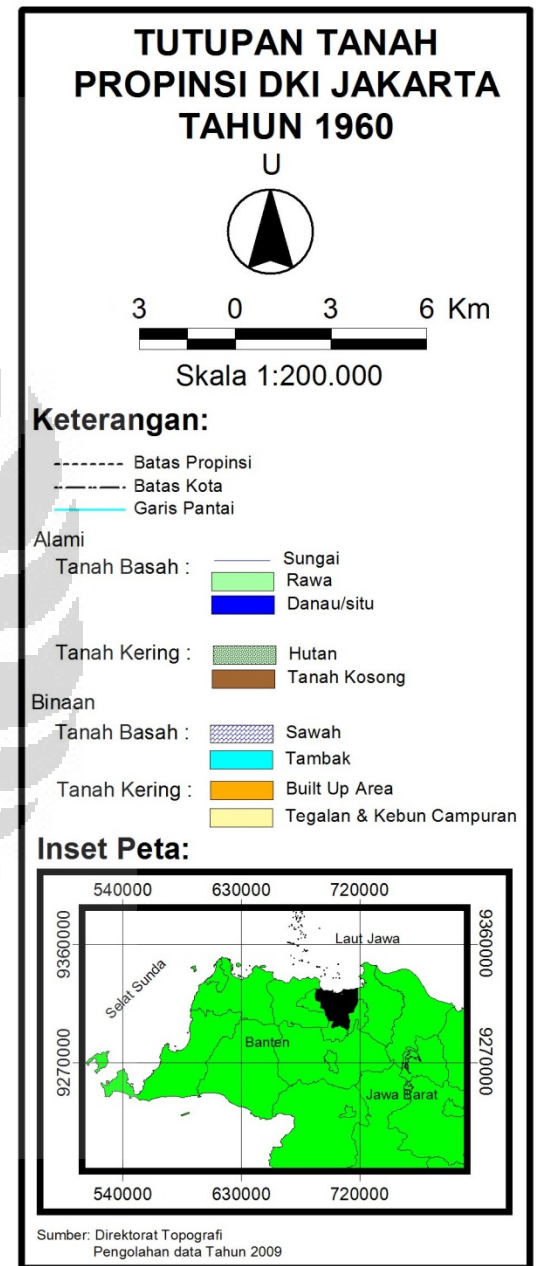 TUTUPAN TANAH
PROPINSI DKI JAKARTA
TAHUN 1960
U
3 0 3 6 Km
Skala 1:200.000
Keterangan:
Batas Propinsi
Batas Kota
Garis Pantai
Alami
Tanah Basah : Sungai
Rawa
Danau/situ
Tanah Kering : Hutan
Tanah Kosong
Binaan
Tanah Basah : Sawah
Tambak
Tanah Kering : Built Up Area
Tegalan & Kebun Campuran
Inset Peta:
540000 630000 720000
9360000 Laut Jawa 9360000
Selat Sunda
Banten
9270000 9270000
Jawa Barat
540000 630000 720000
Sumber: Direktorat Topografi
Pengolahan data Tahun 2009